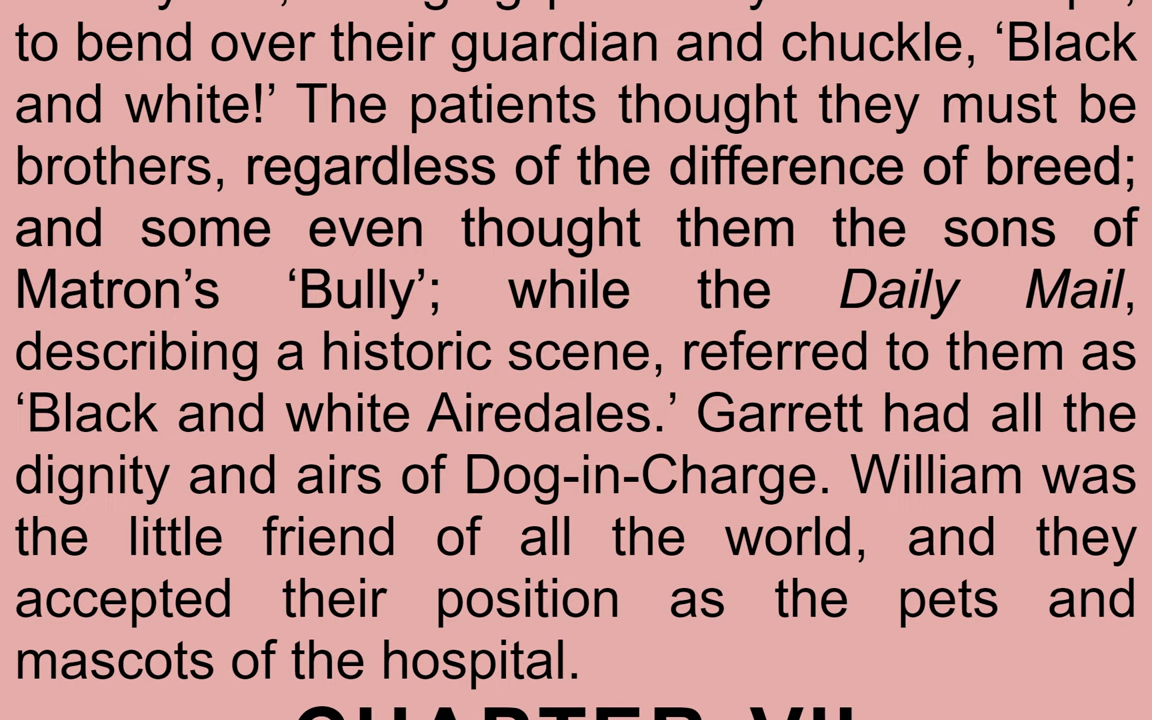 to bend over their guardian and chuckle, ‘Black
and white!’ The patients thought they must be
brothers, regardless of the difference of breed;
and some even thought them the sons of
Matron’s ‘Bully’; while the Daily Mail,
describing a historic scene, referred to them as
‘Black and white Airedales.’ Garrett had all the
dignity and airs of Dog-in-Charge. William was
the little friend of all the world, and they
accepted their position as the pets and
mascots of the hospital.
CHAPTER VII